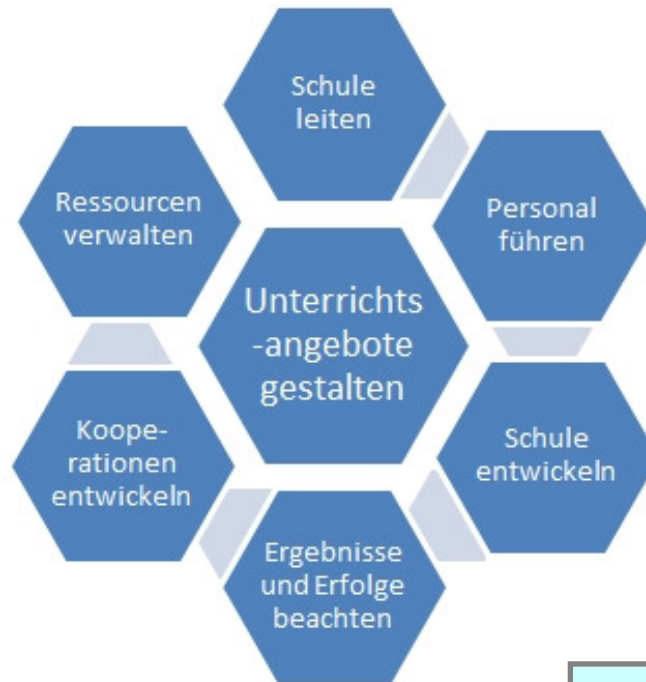 Schule
leiten
Personal
führen
Schule
entwickeln
Ergebnisse
und Erfolge
beachten
Koope-
rationen
entwickeln
Ressourcen
verwalten
Unterrichts
-angebote
gestalten